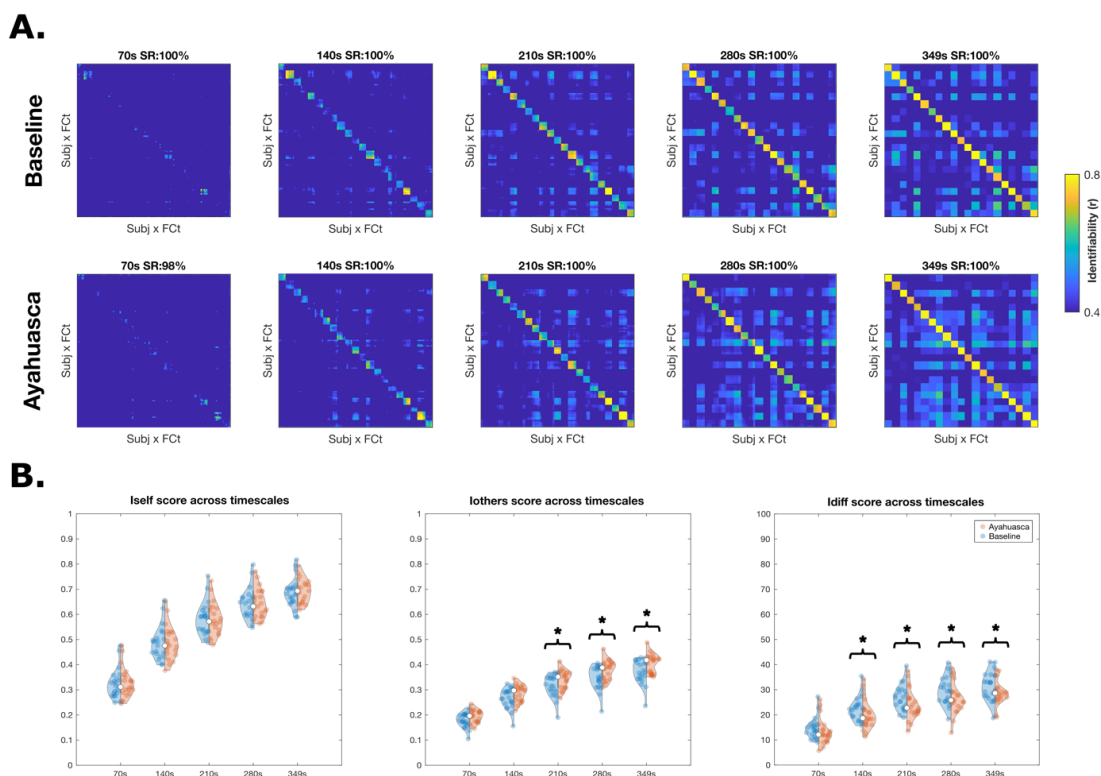 A.
70s SR:100%
140s SR:100%
210s SR:100%
280s SR:100%
349s SR:100%
Baseline
Subj x FCt
Subj x FCt
Subj x FCt
Subj x FCt
Subj x FCt
Subj x FCt
Subj x FCt
Subj x FCt
Subj x FCt
Subj x FCt
0.8
Identifiability (r)
0.4
70s SR:98%
140s SR:100%
210s SR:100%
280s SR:100%
349s SR:100%
Ayahuasca
Subj x FCt
Subj x FCt
Subj x FCt
Subj x FCt
Subj x FCt
Subj x FCt
Subj x FCt
Subj x FCt
Subj x FCt
Subj x FCt
B.
Iself score across timescales
1
0.9
0.8
0.7
0.6
0.5
0.4
0.3
0.2
0.1
0
70s 140s 210s 280s 349s
Iothers score across timescales
1
0.9
0.8
0.7
0.6
0.5
0.4
0.3
0.2
0.1
0
* * *
70s 140s 210s 280s 349s
Idiff score across timescales
100
90
80
70
60
50
40
30
20
10
0
Ayahuasca
Baseline
* * * *
70s 140s 210s 280s 349s